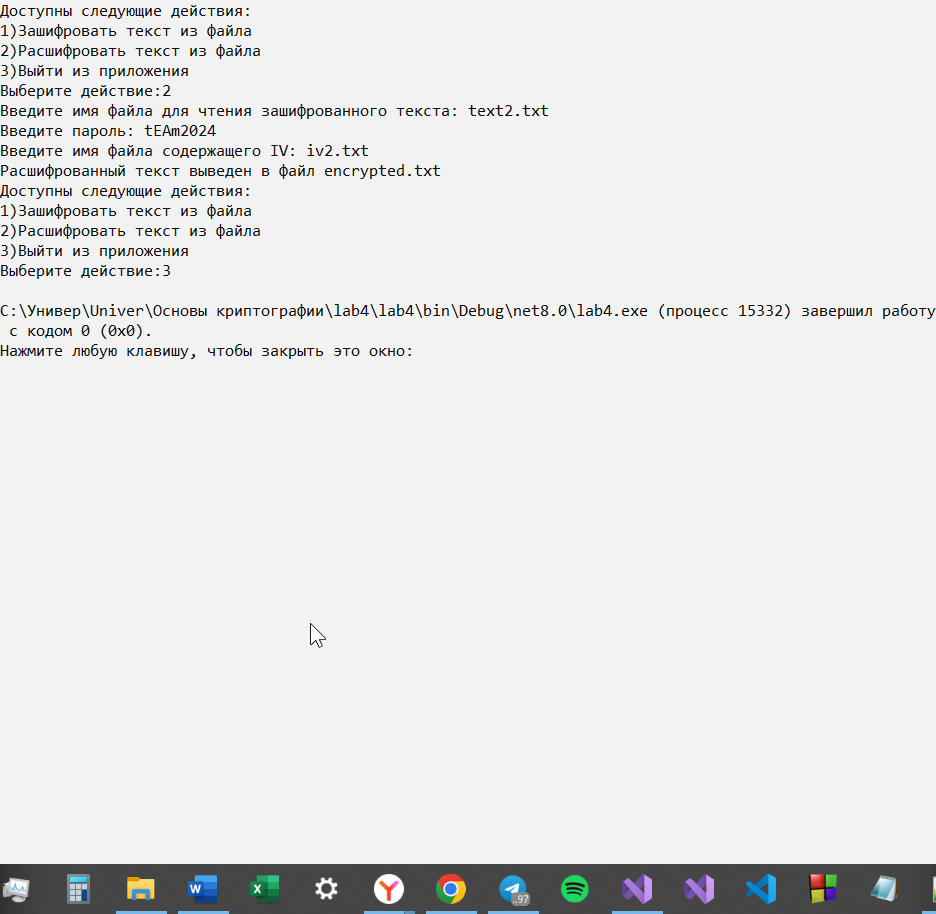 Доступны следующие действия:
1)Зашифровать текст из файла
2)Расшифровать текст из файла
3)Выйти из приложения
Выберите действие:2
Введите имя файла для чтения зашифрованного текста: text2.txt
Введите пароль: tEAm2024
Введите имя файла содержащего IV: iv2.txt
Расшифрованный текст выведен в файл encrypted.txt
Доступны следующие действия:
1)Зашифровать текст из файла
2)Расшифровать текст из файла
3)Выйти из приложения
Выберите действие:3
C:\Универ\Univer\Основы криптографии\lab4\lab4\bin\Debug\net8.0\lab4.exe (процесс 15332) завершил работу
с кодом 0 (0x0).
Нажмите любую клавишу, чтобы закрыть это окно:
..97